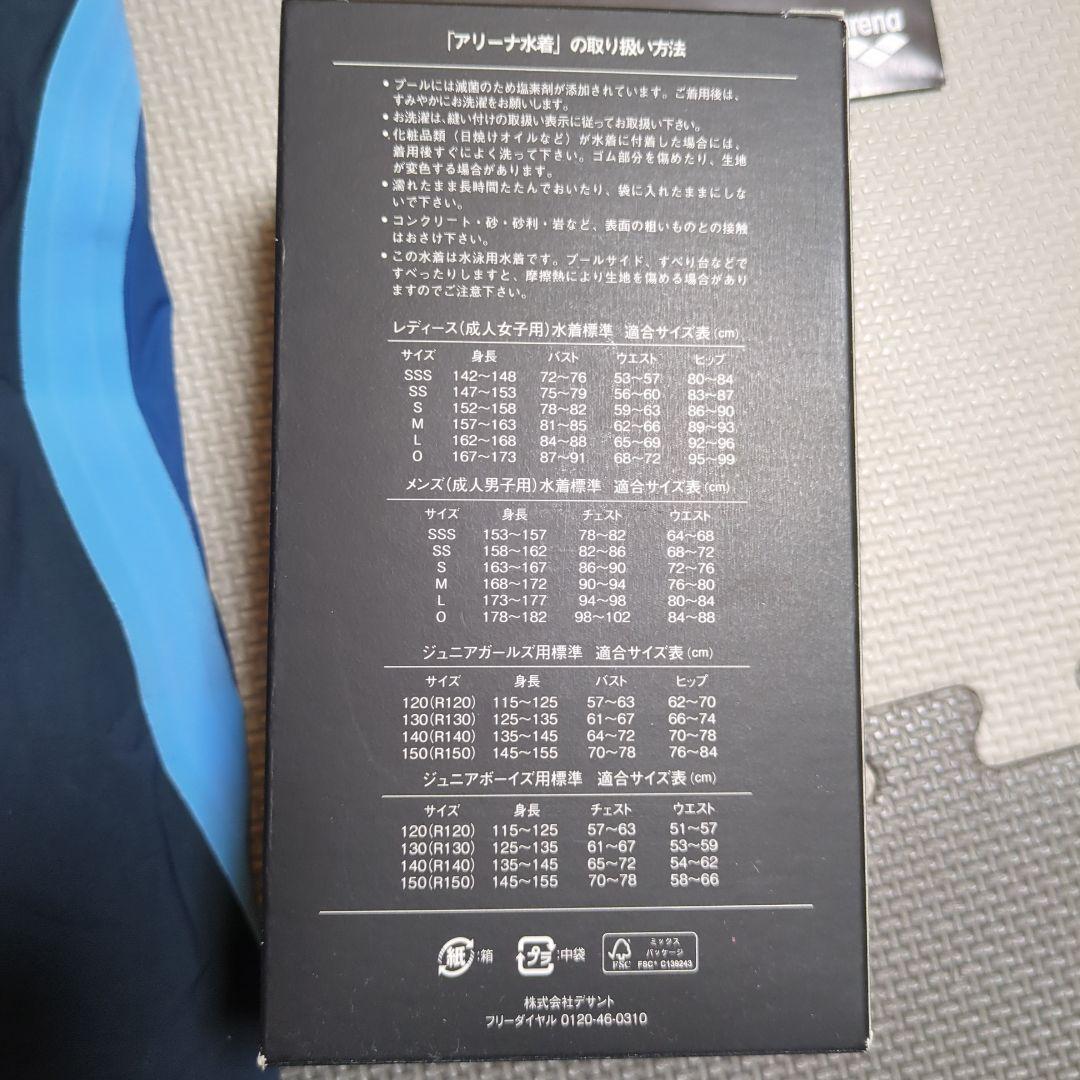 arena
「アリーナ水着」の取り扱い方法
• プールには滅菌のため塩素剤が添加されています。ご着用後は、
すみやかにお洗濯をお願いします。
• お洗濯は、縫い付けの取扱い表示に従ってお取扱い下さい。
• 化粧品類(日焼けオイルなど)が水着に付着した場合には、
着用後すぐによく洗って下さい。ゴム部分を傷めたり、生地
が変色する場合があります。
• 濡れたまま長時間たたんでおいたり、袋に入れたままにしな
いで下さい。
• コンクリート・砂・砂利・岩など、表面の粗いものとの接触
はおさけ下さい。
• この水着は水泳用水着です。プールサイド、すべり台などで
すべったりしますと、摩擦熱により生地を傷める場合があり
ますのでご注意下さい。
レディース(成人女子用)水着標準 適合サイズ表(cm)
サイズ 身長 バスト ウエスト ヒップ
SSS 142〜148 72〜76 53〜57 80〜84
SS 147〜153 75〜79 56〜60 83〜87
S 152〜158 78〜82 59〜63 86〜90
M 157〜163 81〜85 62〜66 89〜93
L 162〜168 84〜88 65〜69 92〜96
O 167〜173 87〜91 68〜72 95〜99
メンズ(成人男子用)水着標準 適合サイズ表(cm)
サイズ 身長 チェスト ウエスト
SSS 153〜157 78〜82 64〜68
SS 158〜162 82〜86 68〜72
S 163〜167 86〜90 72〜76
M 168〜172 90〜94 76〜80
L 173〜177 94〜98 80〜84
O 178〜182 98〜102 84〜88
ジュニアガールズ用標準 適合サイズ表(cm)
サイズ 身長 バスト ヒップ
120(R120) 115〜125 57〜63 62〜70
130(R130) 125〜135 61〜67 66〜74
140(R140) 135〜145 64〜72 70〜78
150(R150) 145〜155 70〜78 76〜84
ジュニアボーイズ用標準 適合サイズ表(cm)
サイズ 身長 チェスト ウエスト
120(R120) 115〜125 57〜63 51〜57
130(R130) 125〜135 61〜67 53〜59
140(R140) 135〜145 65〜72 54〜62
150(R150) 145〜155 70〜78 58〜66
紙:箱 プラ:中袋 FSC ミックス
パッケージ
FSC® C139243
株式会社デサント
フリーダイヤル 0120-46-0310